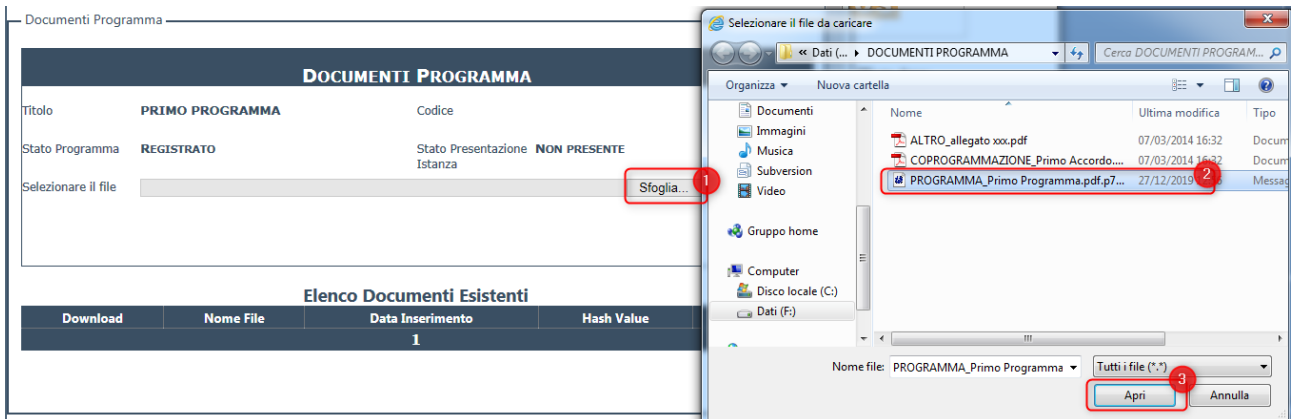 Documenti Programma
DOCUMENTI PROGRAMMA
Titolo PRIMO PROGRAMMA Codice
Stato Programma REGISTRATO Stato Presentazione NON PRESENTE
Istanza
Selezionare il file Sfoglia... 1
Elenco Documenti Esistenti
Download Nome File Data Inserimento Hash Value
1
Selezionare il file da caricare
« Dati (... DOCUMENTI PROGRAMMA Cerca DOCUMENTI PROGRAM...
Organizza Nuova cartella
Documenti
Immagini
Musica
Subversion
Video
Gruppo home
Computer
Disco locale (C:)
Dati (F:)
Nome Ultima modifica Tipo
ALTRO_allegato xxx.pdf 07/03/2014 16:32 Docum
COPROGRAMMAZIONE_Primo Accordo.... 07/03/2014 16:32 Docum
PROGRAMMA_Primo Programma.pdf.p7... 27/12/2019 2 Messag
Nome file: PROGRAMMA_Primo Programma Tutti i file (*.*)
3
Apri Annulla